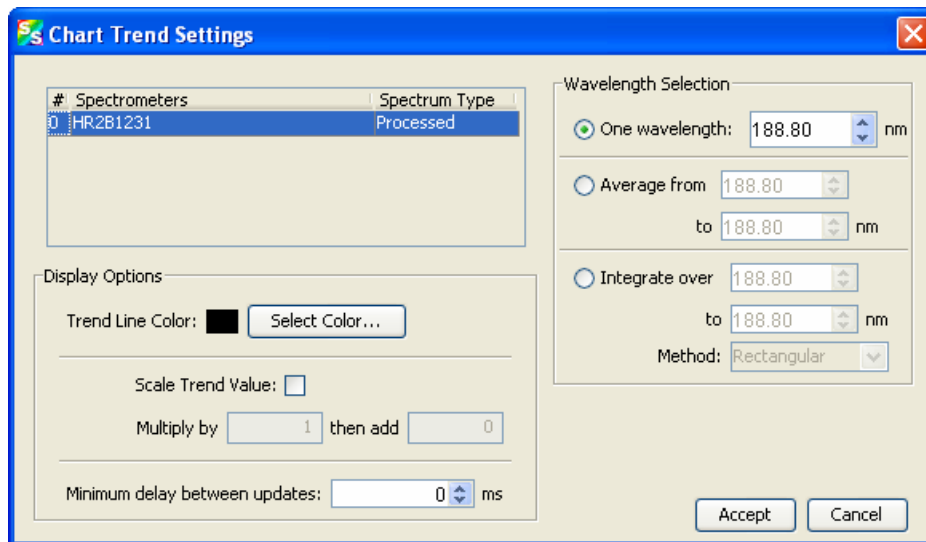 Chart Trend Settings
# Spectrometers Spectrum Type
0 HR2B1231 Processed
Wavelength Selection
One wavelength: 188.80 nm
Average from 188.80
to 188.80 nm
Integrate over 188.80
to 188.80 nm
Method: Rectangular
Display Options
Trend Line Color: Select Color...
Scale Trend Value:
Multiply by 1 then add 0
Minimum delay between updates: 0 ms
Accept Cancel